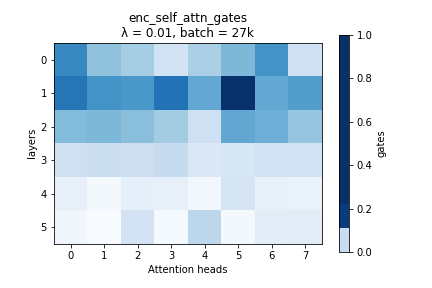 enc_self_attn_gates
λ = 0.01, batch = 27k
layers
0
1
2
3
4
5
0 1 2 3 4 5 6 7
Attention heads
1.0
0.8
0.6
0.4
0.2
0.0
gates